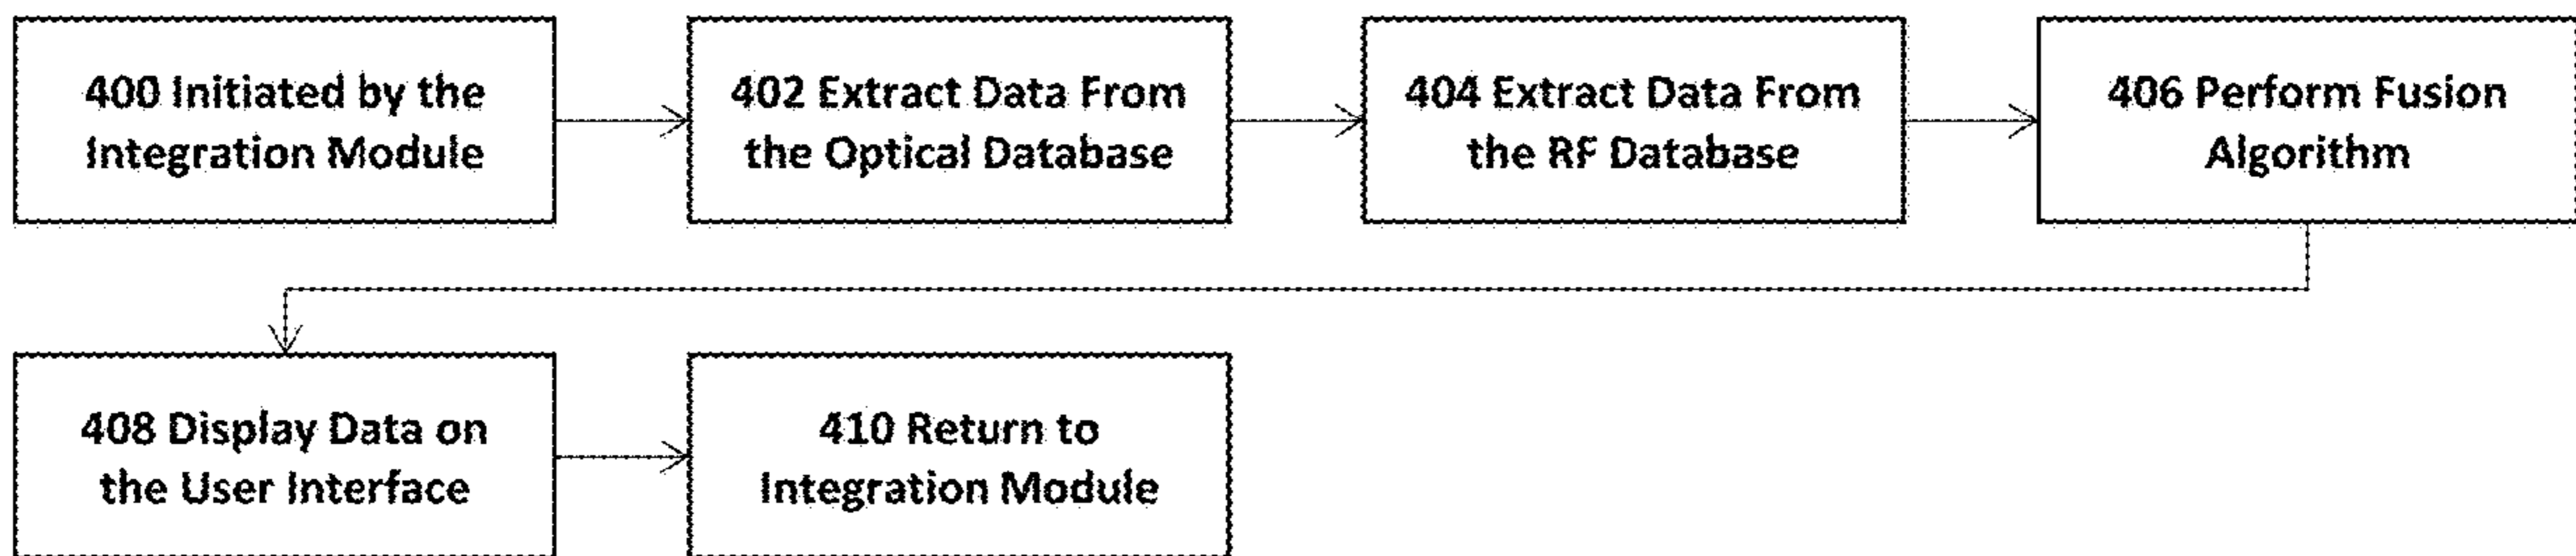 400 Initiated by the
Integration Module
402 Extract Data From
the Optical Database
404 Extract Data From
the RF Database
406 Perform Fusion
Algorithm
408 Display Data on
the User Interface
410 Return to
Integration Module